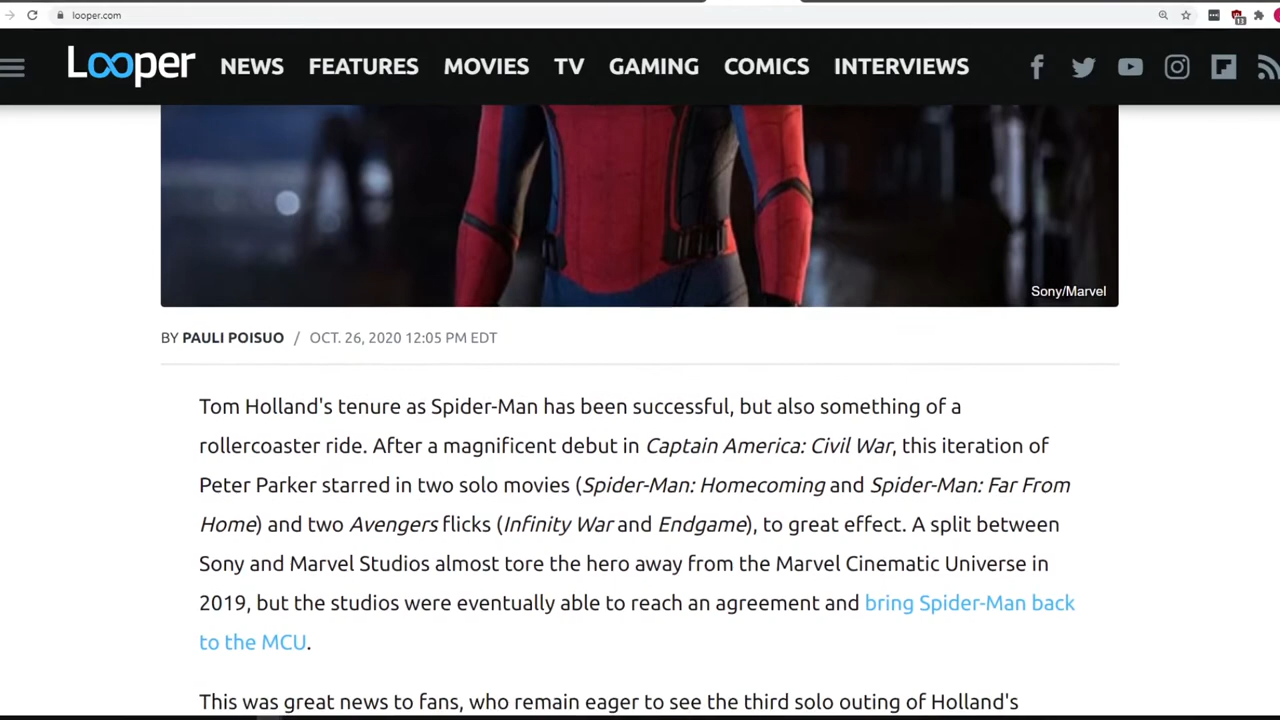 looper.com
Looper NEWS FEATURES MOVIES TV GAMING COMICS INTERVIEWS
Sony/Marvel
BY PAULI POISUO / OCT. 26, 2020 12:05 PM EDT
Tom Holland's tenure as Spider-Man has been successful, but also something of a
rollercoaster ride. After a magnificent debut in Captain America: Civil War, this iteration of
Peter Parker starred in two solo movies (Spider-Man: Homecoming and Spider-Man: Far From
Home) and two Avengers flicks (Infinity War and Endgame), to great effect. A split between
Sony and Marvel Studios almost tore the hero away from the Marvel Cinematic Universe in
2019, but the studios were eventually able to reach an agreement and bring Spider-Man back
to the MCU.
This was great news to fans, who remain eager to see the third solo outing of Holland's